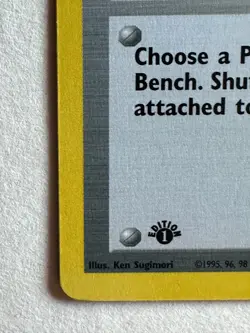 Choose a P
Bench. Shu
attached to
EDITION
1
Illus. Ken Sugimori
©1995, 96, 98